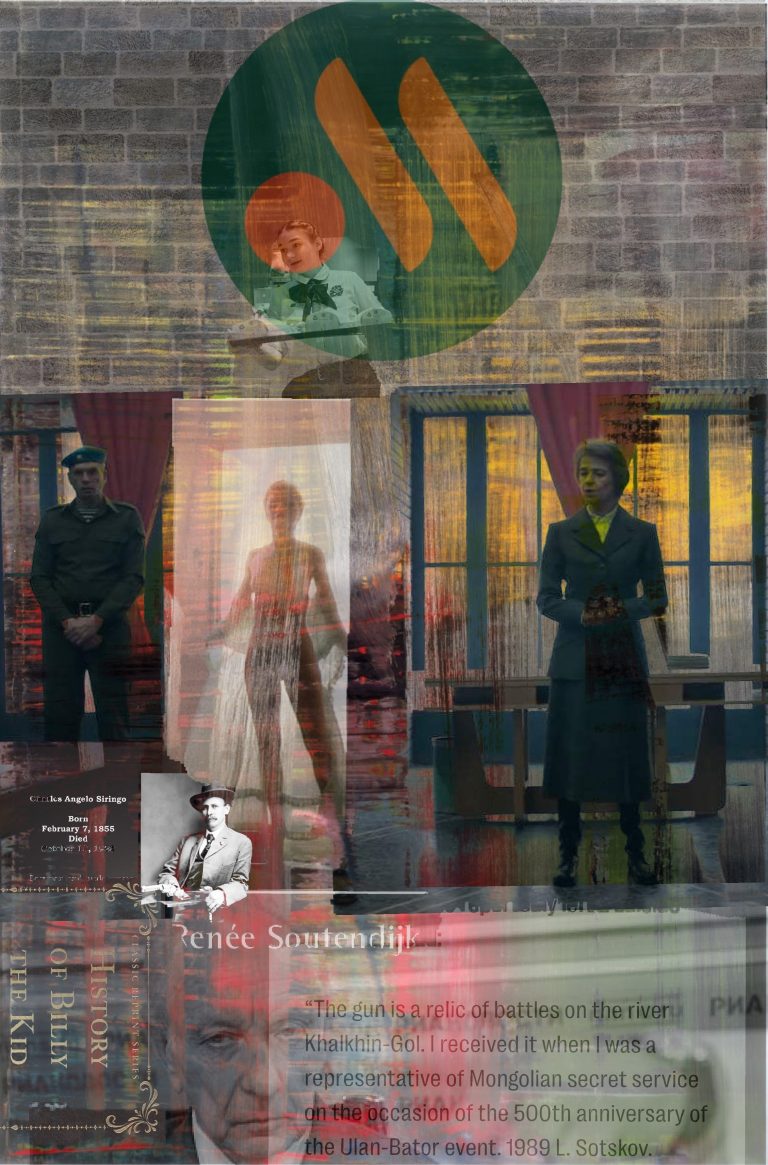 Charles Angelo Siringo
Born
February 7, 1855
Died
Renée Soutendijk
CLASSIC REPRINT SERIES
HISTORY
OF BILLY
THE KID
“The gun is a relic of battles on the river
Khalkhin-Gol. I received it when I was a
representative of Mongolian secret service
on the occasion of the 500th anniversary of
the Ulan-Bator event. 1989 L. Sotskov.
РИА